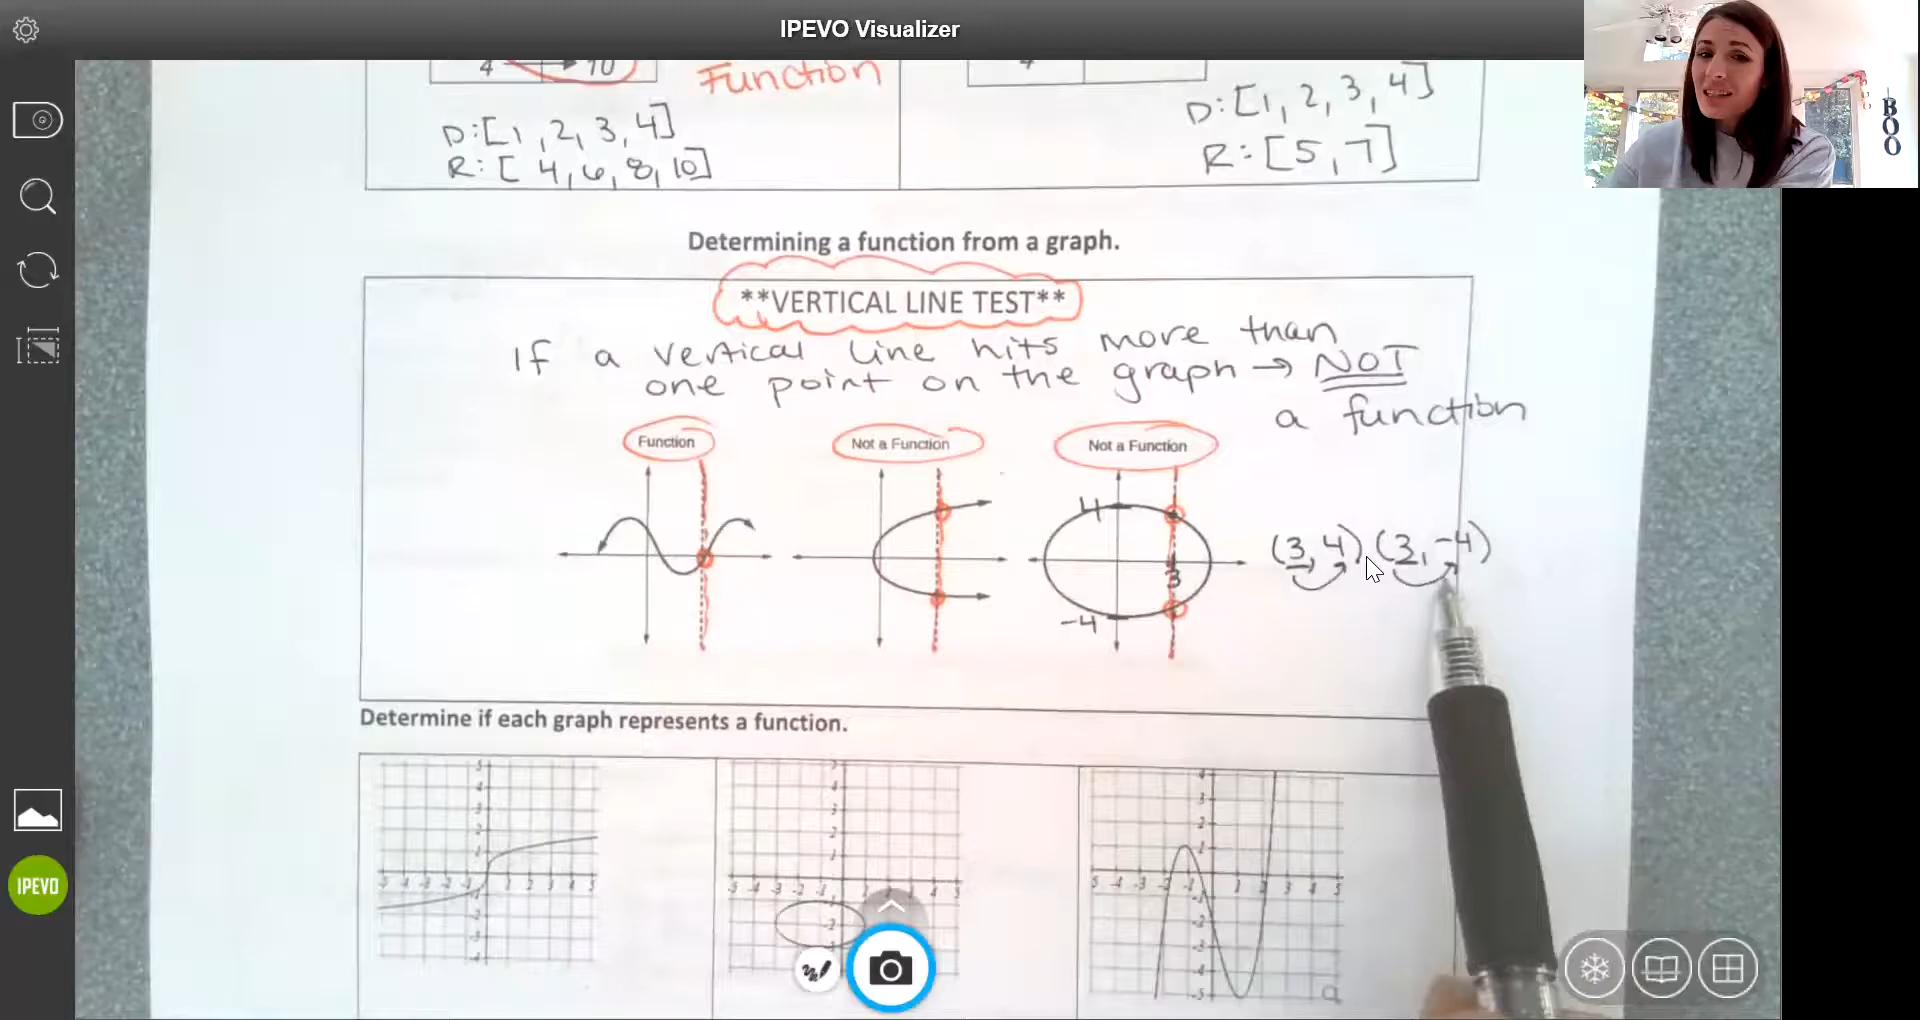 IPEVO Visualizer
4 10 Function
D:[1, 2, 3, 4]
R:[4, 6, 8, 10]
D:[1, 2, 3, 4]
R:[5, 7]
BOO
Determining a function from a graph.
**VERTICAL LINE TEST**
If a vertical line hits more than
one point on the graph → NOT
a function
Function
Not a Function
Not a Function
4
3
-4
(3, 4), (3, -4)
Determine if each graph represents a function.
IPEVO